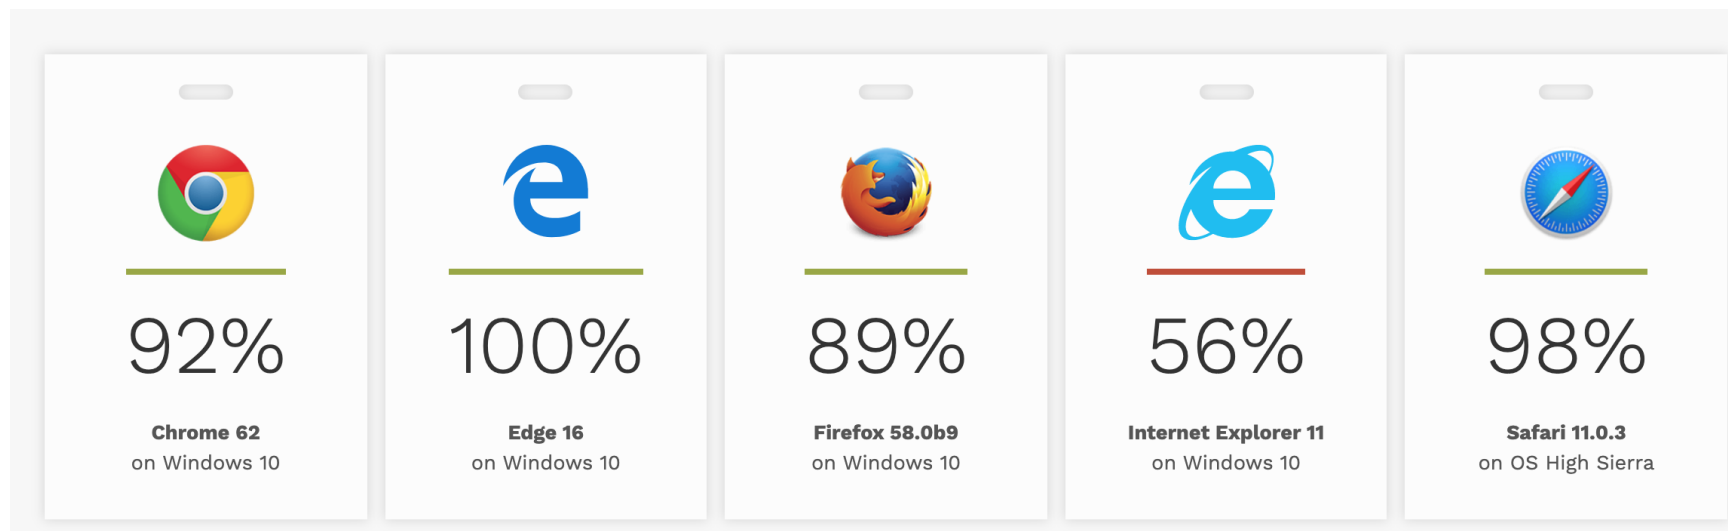 92%
Chrome 62
on Windows 10
100%
Edge 16
on Windows 10
89%
Firefox 58.0b9
on Windows 10
56%
Internet Explorer 11
on Windows 10
98%
Safari 11.0.3
on OS High Sierra